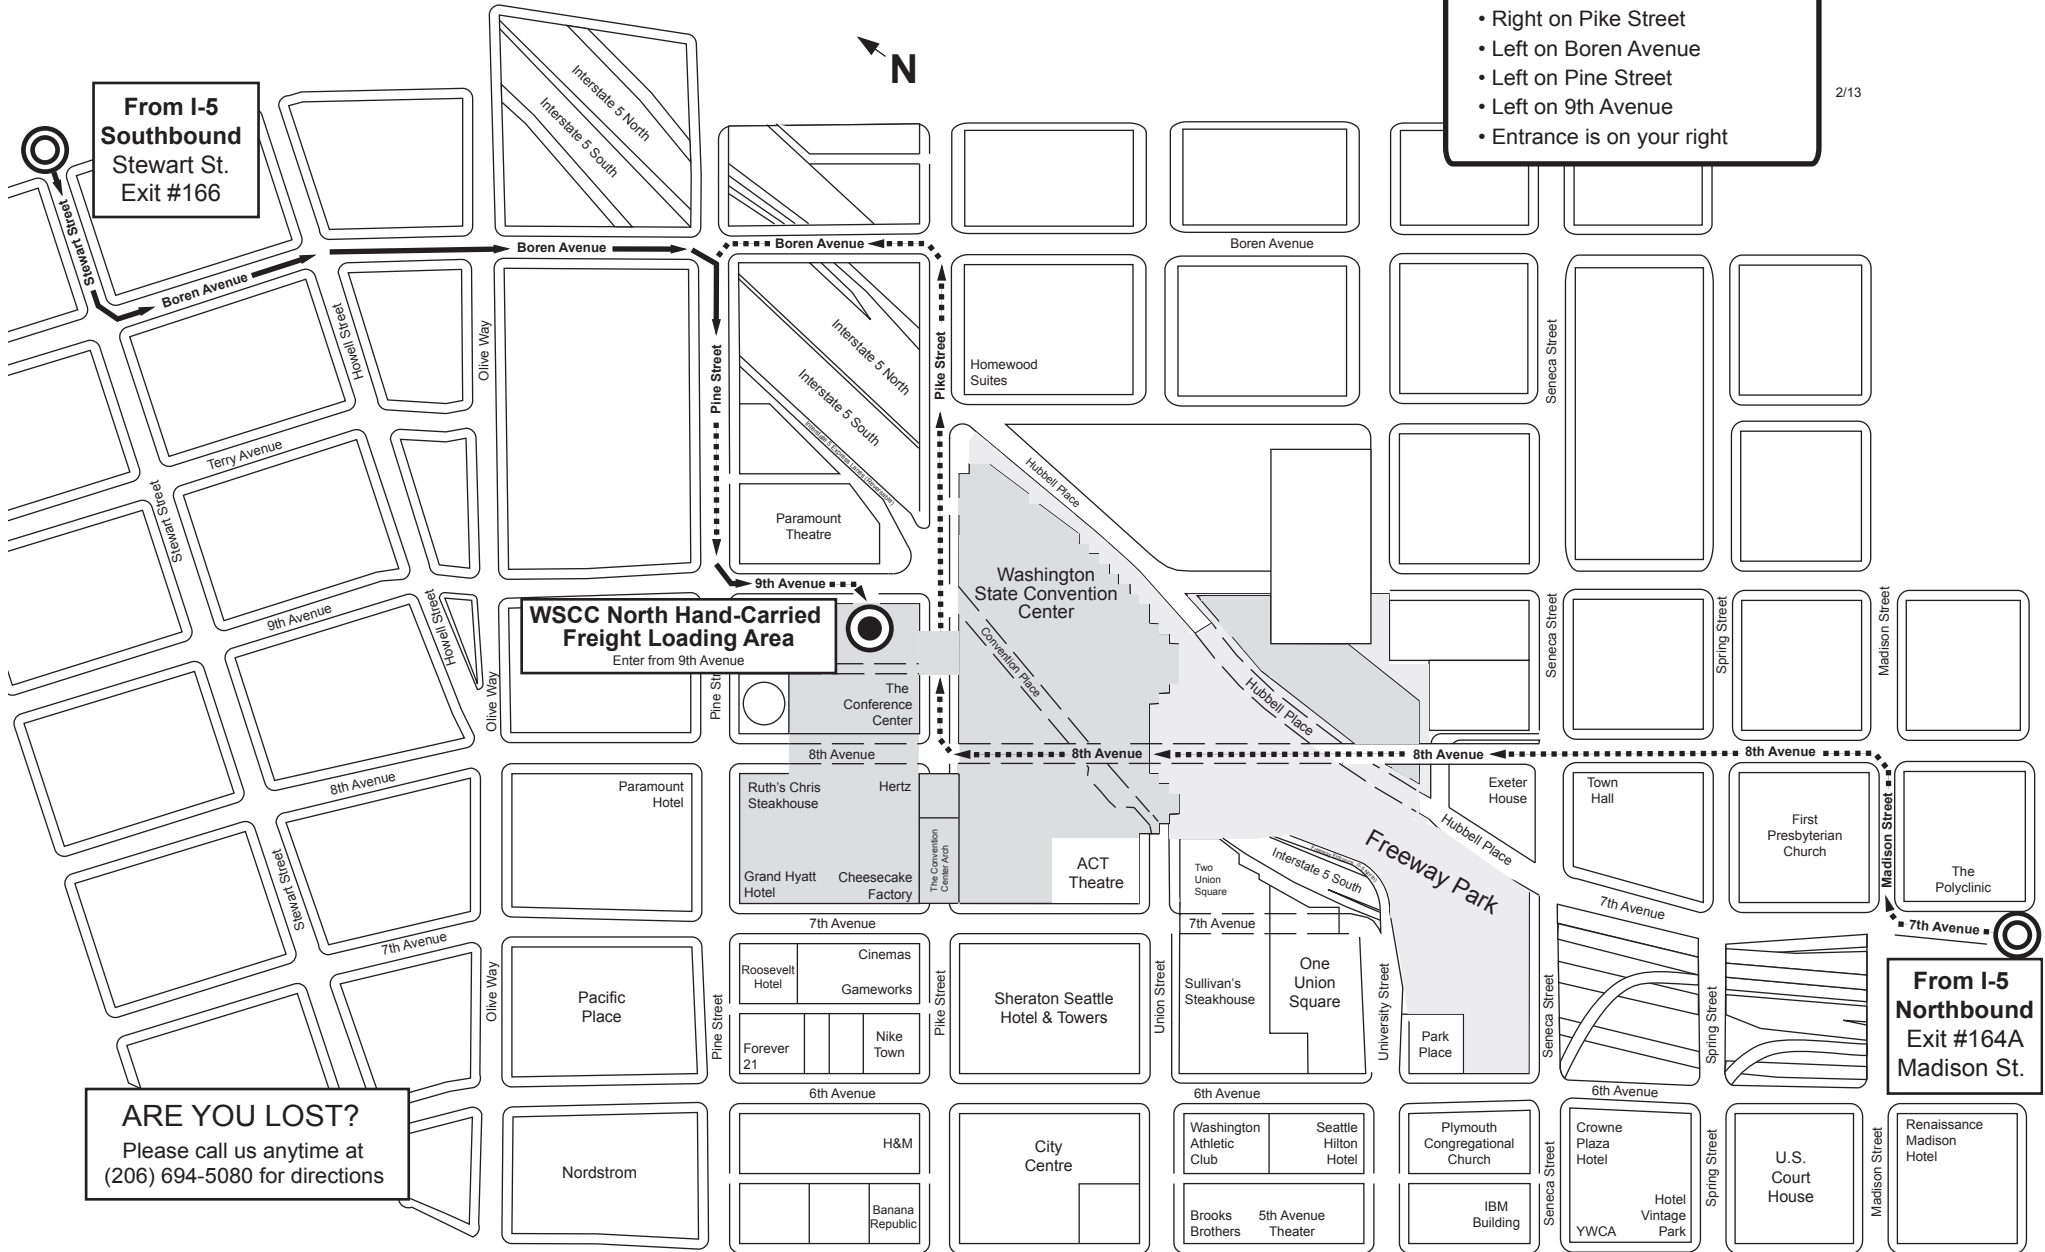 • Right on Pike Street
• Left on Boren Avenue
• Left on Pine Street
• Left on 9th Avenue
• Entrance is on your right
2/13
N
From I-5
Southbound
Stewart St.
Exit #166
Interstate 5 North
Interstate 5 South
Stewart Street
Boren Avenue
Boren Avenue
Boren Avenue
Boren Avenue
Howell Street
Olive Way
Pine Street
Interstate 5 North
Interstate 5 South
Interstate 5 Express Lanes (Reversable)
Pike Street
Homewood
Suites
Seneca Street
Terry Avenue
Stewart Street
Hubbell Place
Paramount
Theatre
Washington
State Convention
Center
9th Avenue
9th Avenue
Howell Street
WSCC North Hand-Carried
Freight Loading Area
Enter from 9th Avenue
Convention Place
Hubbell Place
Seneca Street
Spring Street
Madison Street
Olive Way
Pine Str
The
Conference
Center
8th Avenue
8th Avenue
8th Avenue
8th Avenue
8th Avenue
Paramount
Hotel
Ruth's Chris
Steakhouse
Hertz
Grand Hyatt
Hotel
Cheesecake
Factory
The Convention
Center Arch
ACT
Theatre
Two
Union
Square
Interstate 5 South
Freeway Park
Hubbell Place
Exeter
House
Town
Hall
First
Presbyterian
Church
Madison Street
The
Polyclinic
Stewart Street
7th Avenue
7th Avenue
7th Avenue
7th Avenue
7th Avenue
From I-5
Northbound
Exit #164A
Madison St.
Olive Way
Pacific
Place
Pine Street
Roosevelt
Hotel
Cinemas
Gameworks
Forever
21
Nike
Town
Pike Street
Sheraton Seattle
Hotel & Towers
Union Street
Sullivan's
Steakhouse
One
Union
Square
University Street
Park
Place
Seneca Street
Spring Street
6th Avenue
6th Avenue
6th Avenue
ARE YOU LOST?
Please call us anytime at
(206) 694-5080 for directions
Nordstrom
H&M
Banana
Republic
City
Centre
Washington
Athletic
Club
Seattle
Hilton
Hotel
Brooks
Brothers
5th Avenue
Theater
Plymouth
Congregational
Church
IBM
Building
Seneca Street
Crowne
Plaza
Hotel
Hotel
Vintage
Park
YWCA
Spring Street
U.S.
Court
House
Madison Street
Renaissance
Madison
Hotel